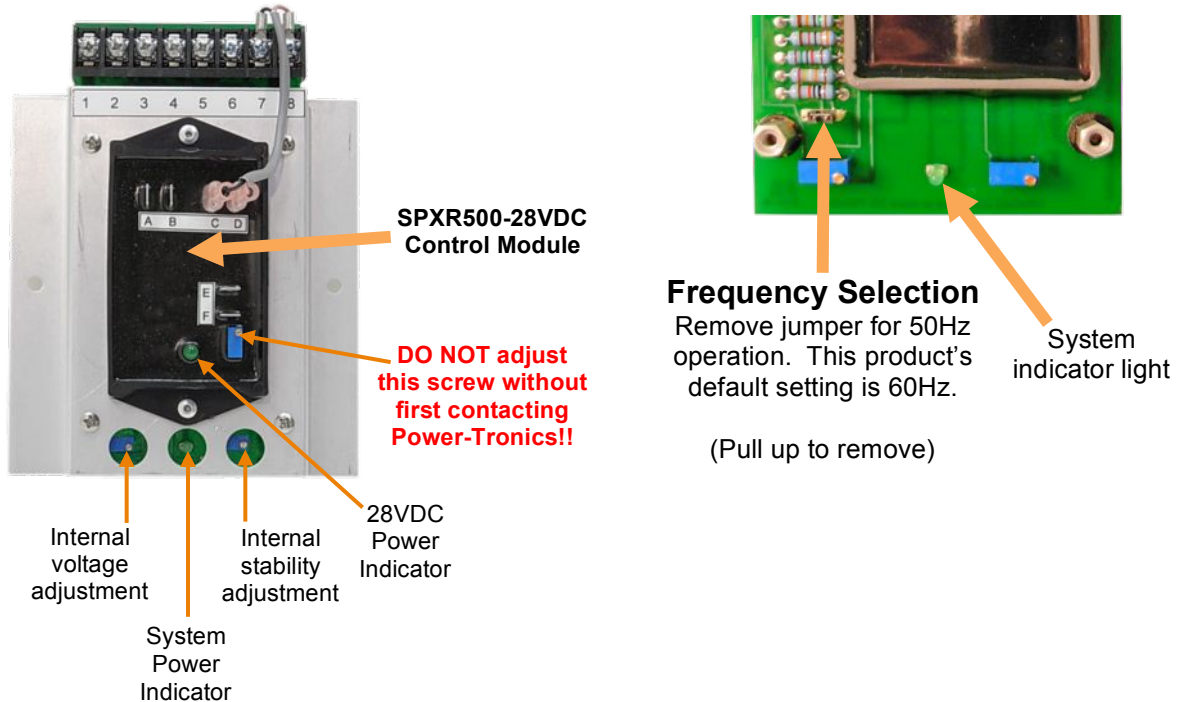 1 2 3 4 5 6 7 8
A B C D
SPXR500-28VDC
Control Module
E
F
DO NOT adjust
this screw without
first contacting
Power-Tronics!!
28VDC
Power
Indicator
Internal
voltage
adjustment
Internal
stability
adjustment
System
Power
Indicator
Frequency Selection
Remove jumper for 50Hz
operation.  This product's
default setting is 60Hz.
(Pull up to remove)
System
indicator light